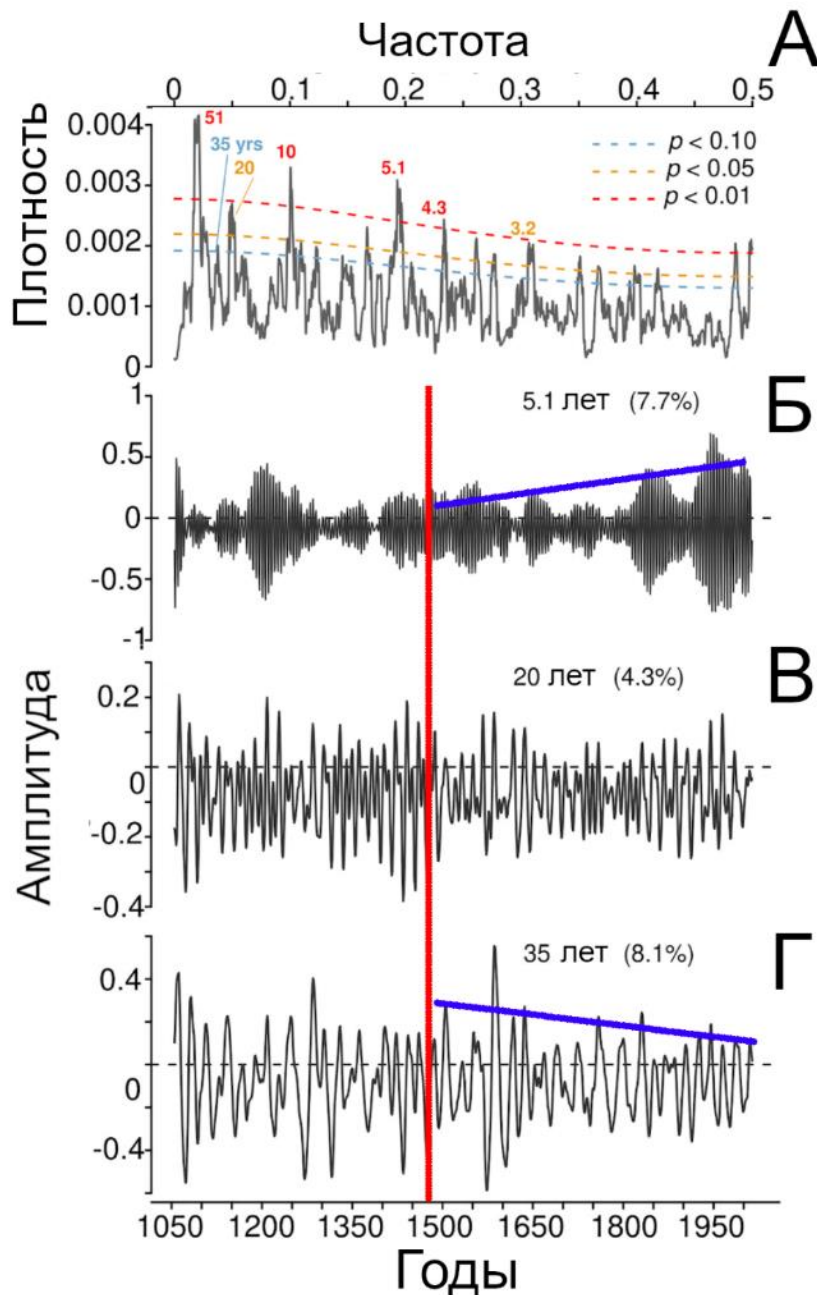 Частота
А
0 0.1 0.2 0.3 0.4 0.5
Плотность
0.004
0.003
0.002
0.001
0
51
35 yrs
20
10
5.1
4.3
3.2
p < 0.10
p < 0.05
p < 0.01
Б
5.1 лет (7.7%)
1
0.5
0
-0.5
-1
Амплитуда
В
20 лет (4.3%)
0.2
0
-0.2
-0.4
Г
35 лет (8.1%)
0.4
0
-0.4
1050 1200 1350 1500 1650 1800 1950
Годы